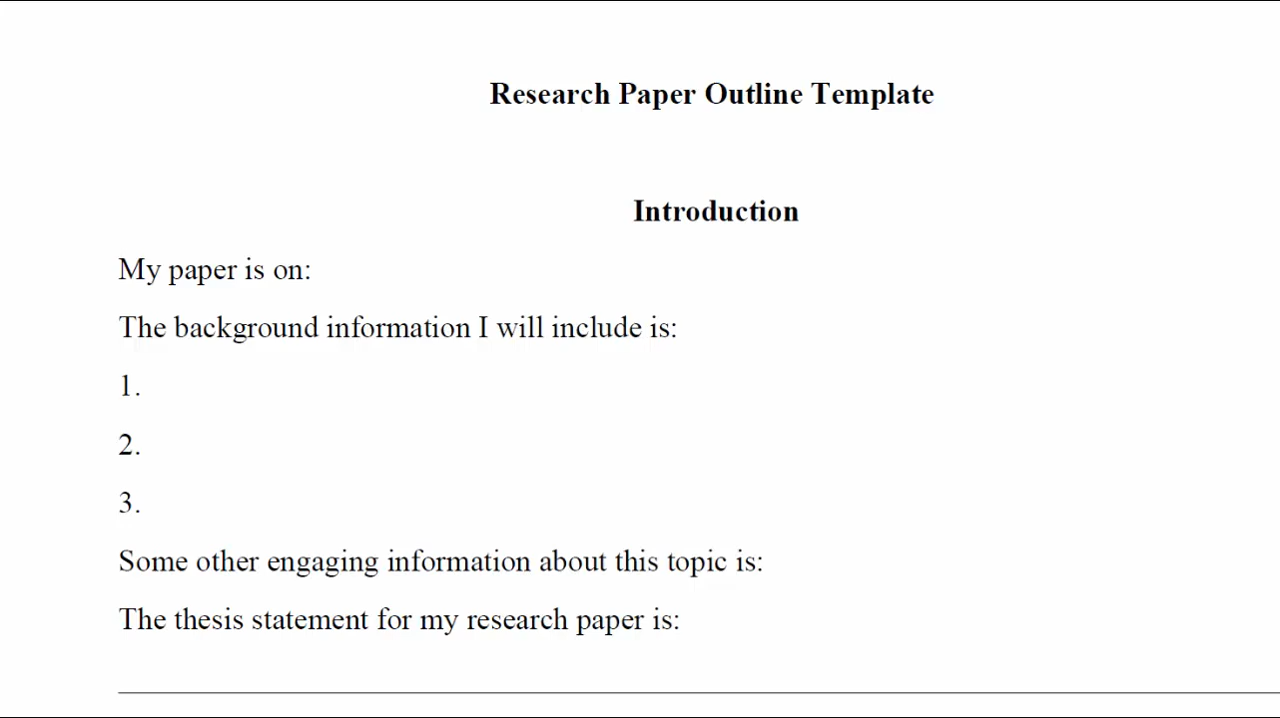 Research Paper Outline Template
Introduction
My paper is on:
The background information I will include is:
1.
2.
3.
Some other engaging information about this topic is:
The thesis statement for my research paper is: